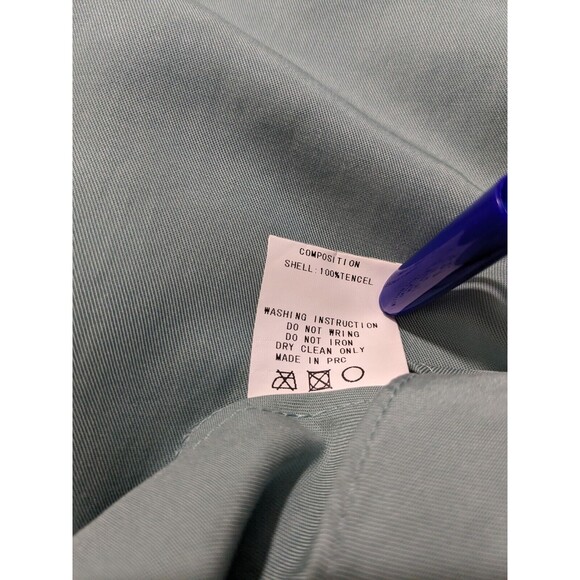 COMPOSITION
SHELL:100%TENCEL
WASHING INSTRUCTION
DO NOT WRING
DO NOT IRON
DRY CLEAN ONLY
MADE IN PRC